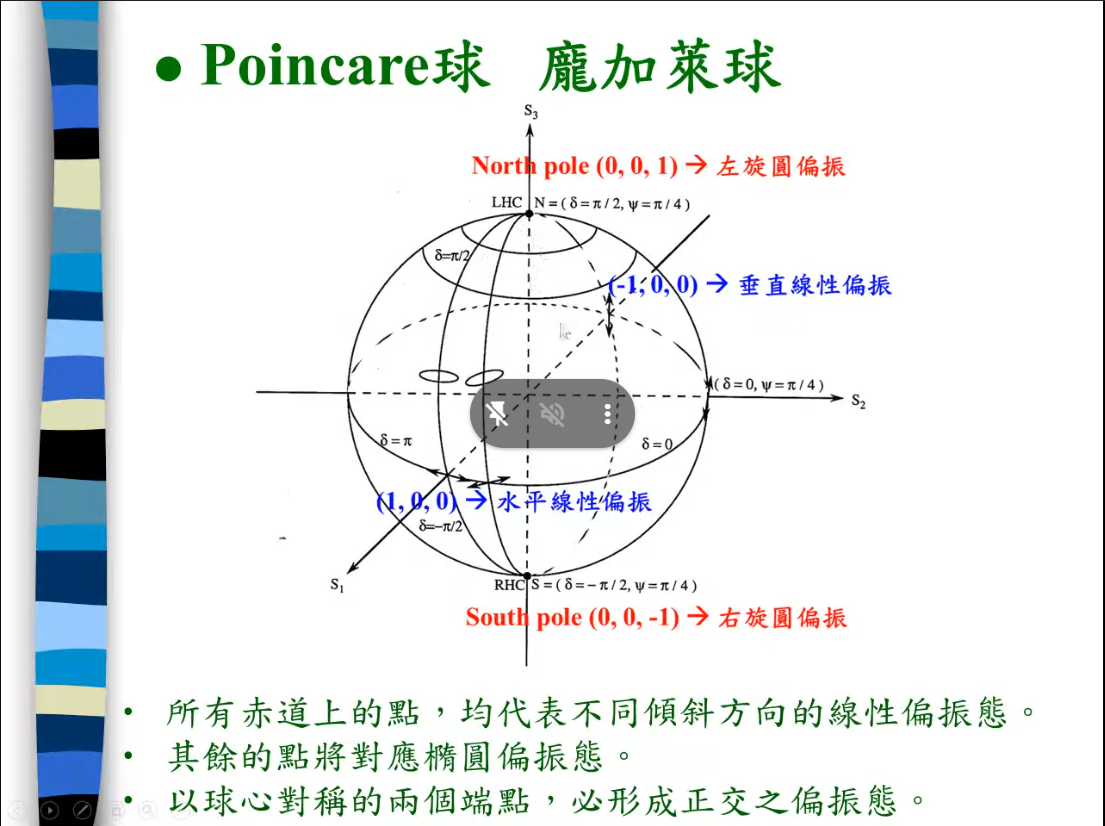 • Poincare球 龐加萊球
S3
North pole (0, 0, 1) → 左旋圓偏振
LHC N = ( δ = π / 2, ψ = π / 4 )
δ=π/2
(-1, 0, 0) → 垂直線性偏振
( δ = 0, ψ = π / 4 )
S2
δ = π
δ = 0
(1, 0, 0) → 水平線性偏振
δ=−π/2
S1
RHC S = ( δ = − π / 2, ψ = π / 4 )
South pole (0, 0, -1) → 右旋圓偏振
• 所有赤道上的點，均代表不同傾斜方向的線性偏振態。
• 其餘的點將對應橢圓偏振態。
• 以球心對稱的兩個端點，必形成正交之偏振態。